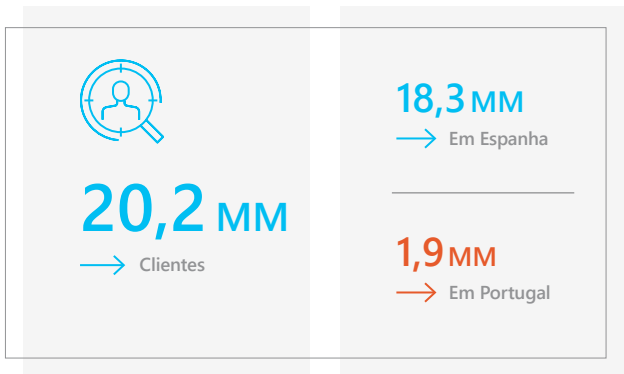 20,2 MM
Clientes
18,3 MM
Em Espanha
1,9 MM
Em Portugal